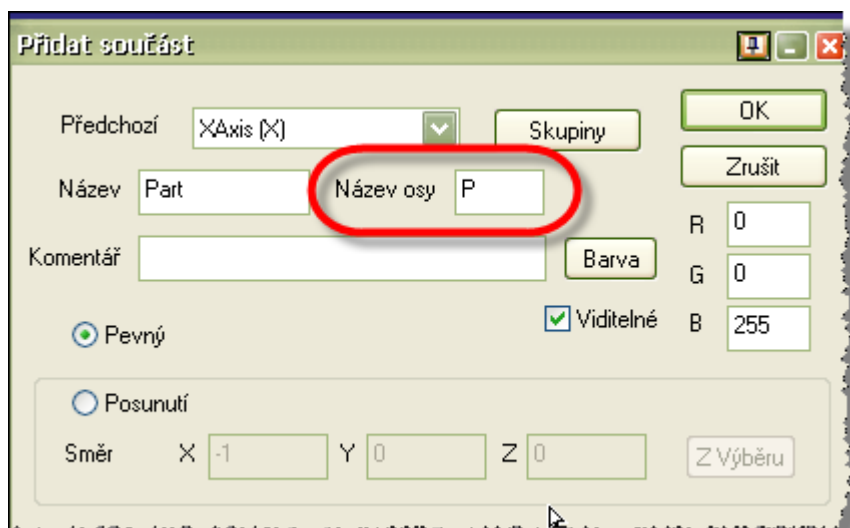 Přidat součást
Předchozí XAxis (X) Skupiny OK
Zrušit
Název Part Název osy P
R 0
Komentář Barva
G 0
Viditelné B 255
Pevný
Posunutí
Směr X -1 Y 0 Z 0 Z Výběru